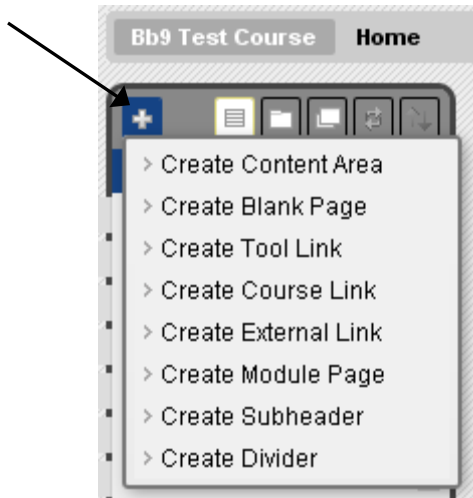 Bb9 Test Course Home
Create Content Area
Create Blank Page
Create Tool Link
Create Course Link
Create External Link
Create Module Page
Create Subheader
Create Divider